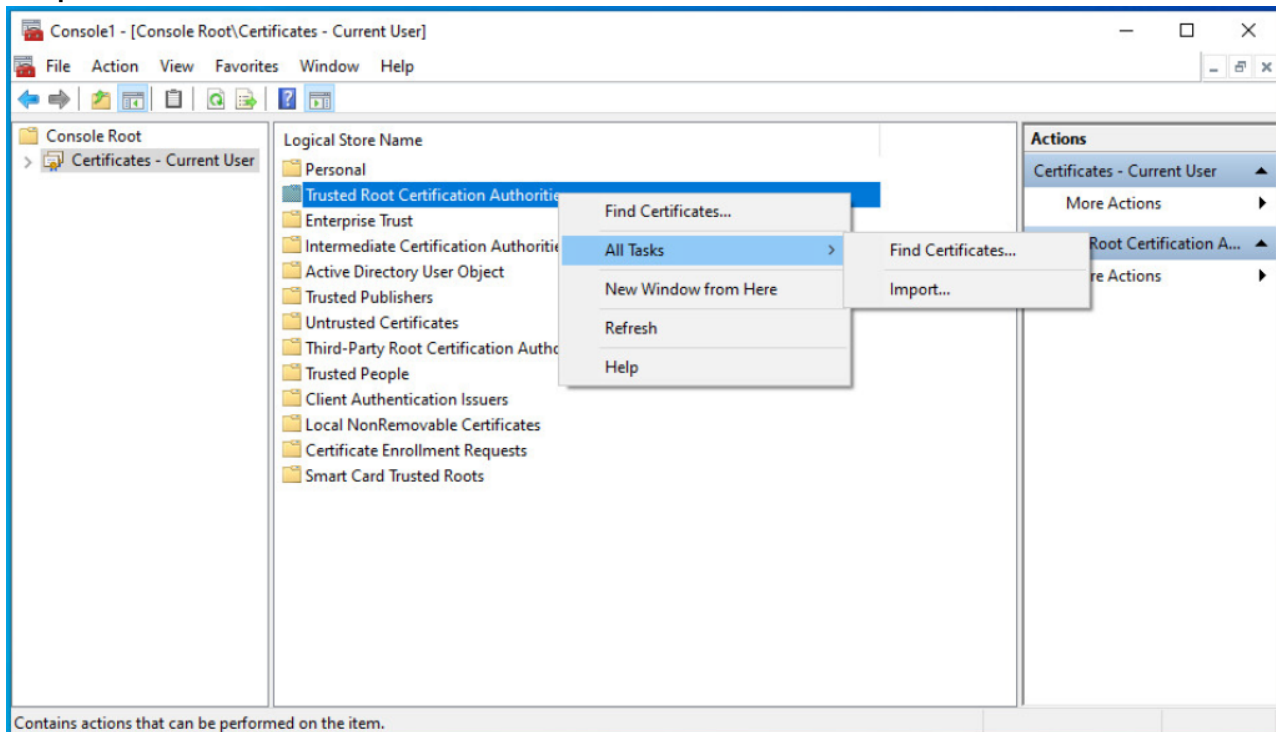 Console1 - [Console Root\Certificates - Current User]
File Action View Favorites Window Help
Console Root
Certificates - Current User
Logical Store Name
Personal
Trusted Root Certification Authoritie
Enterprise Trust
Intermediate Certification Authoritie
Active Directory User Object
Trusted Publishers
Untrusted Certificates
Third-Party Root Certification Autho
Trusted People
Client Authentication Issuers
Local NonRemovable Certificates
Certificate Enrollment Requests
Smart Card Trusted Roots
Find Certificates...
All Tasks
New Window from Here
Refresh
Help
Find Certificates...
Import...
Actions
Certificates - Current User
More Actions
Root Certification A...
re Actions
Contains actions that can be performed on the item.